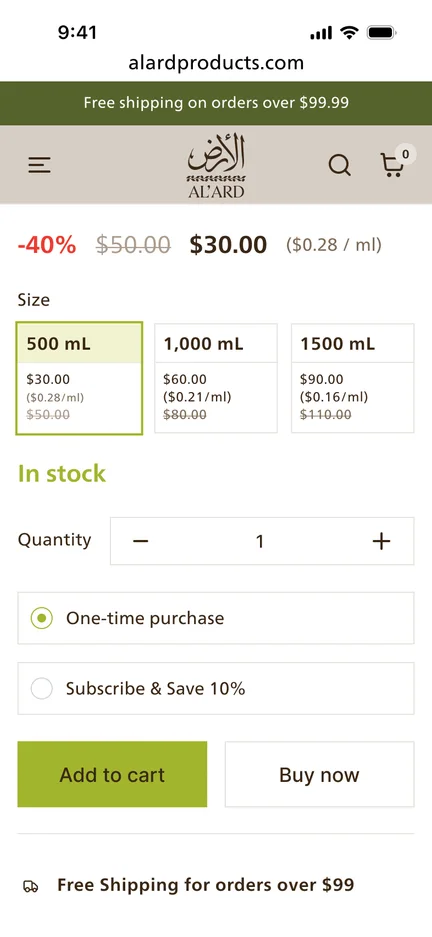 9:41
alardproducts.com
Free shipping on orders over $99.99
الأرض
AL'ARD
0
-40% $50.00 $30.00 ($0.28 / ml)
Size
500 mL
$30.00
($0.28/ml)
$50.00
1,000 mL
$60.00
($0.21/ml)
$80.00
1500 mL
$90.00
($0.16/ml)
$110.00
In stock
Quantity
1
One-time purchase
Subscribe & Save 10%
Add to cart
Buy now
Free Shipping for orders over $99